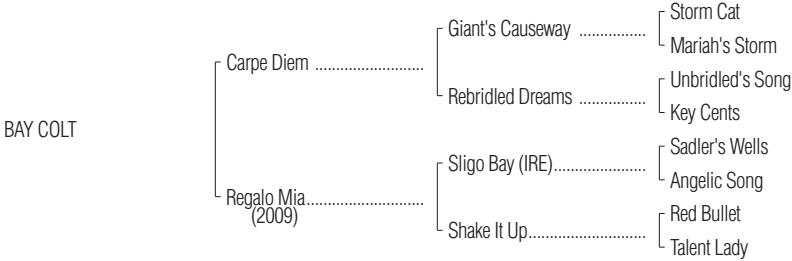 Storm Cat
Giant's Causeway ................
Mariah's Storm
Carpe Diem ..........................
Unbridled's Song
Rebridled Dreams ................
Key Cents
BAY COLT
Sadler's Wells
Sligo Bay (IRE)......................
Angelic Song
Regalo Mia............................
(2009)
Red Bullet
Shake It Up............................
Talent Lady